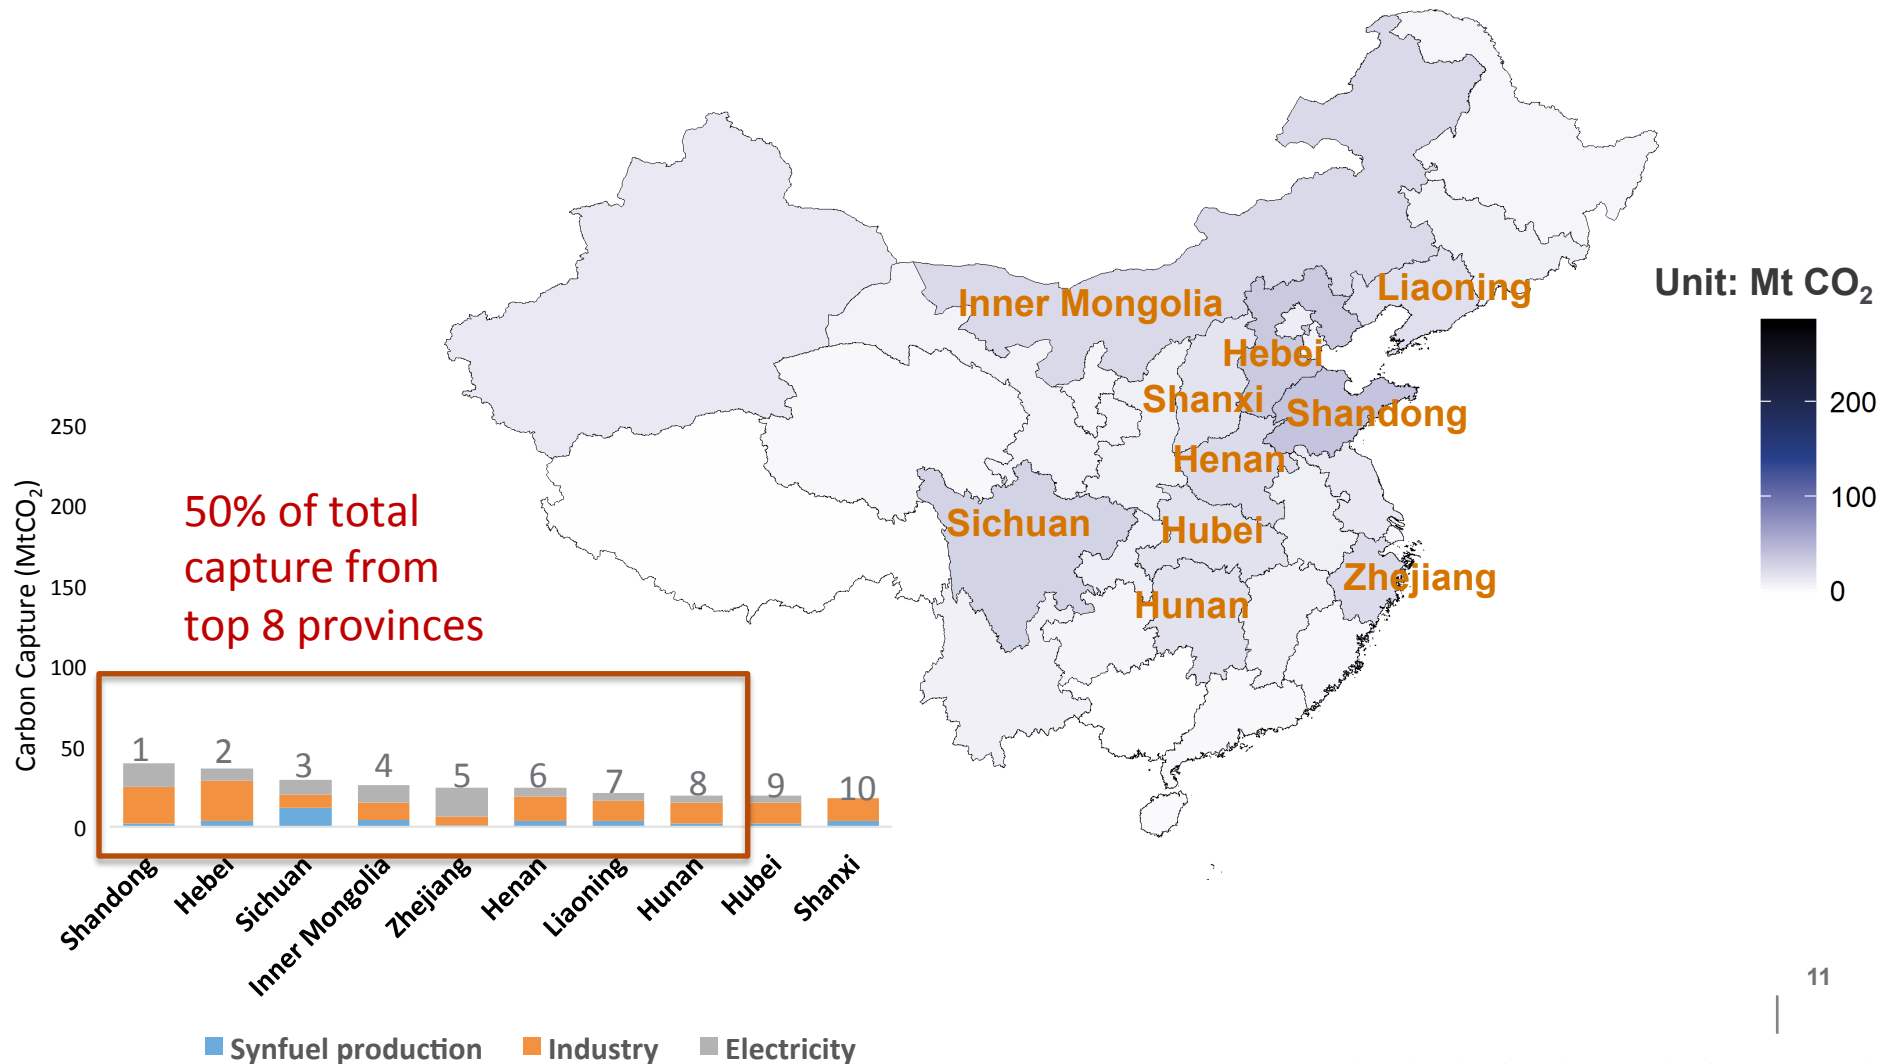 Inner Mongolia
Liaoning
Hebei
Shanxi
Shandong
Henan
Sichuan
Hubei
Zhejiang
Hunan
Unit: Mt CO₂
200
100
0
50% of total
capture from
top 8 provinces
Carbon Capture (MtCO₂)
250
200
150
100
50
0
1 2 3 4 5 6 7 8 9 10
Shandong Hebei Sichuan Inner Mongolia Zhejiang Henan Liaoning Hunan Hubei Shanxi
Synfuel production Industry Electricity
11